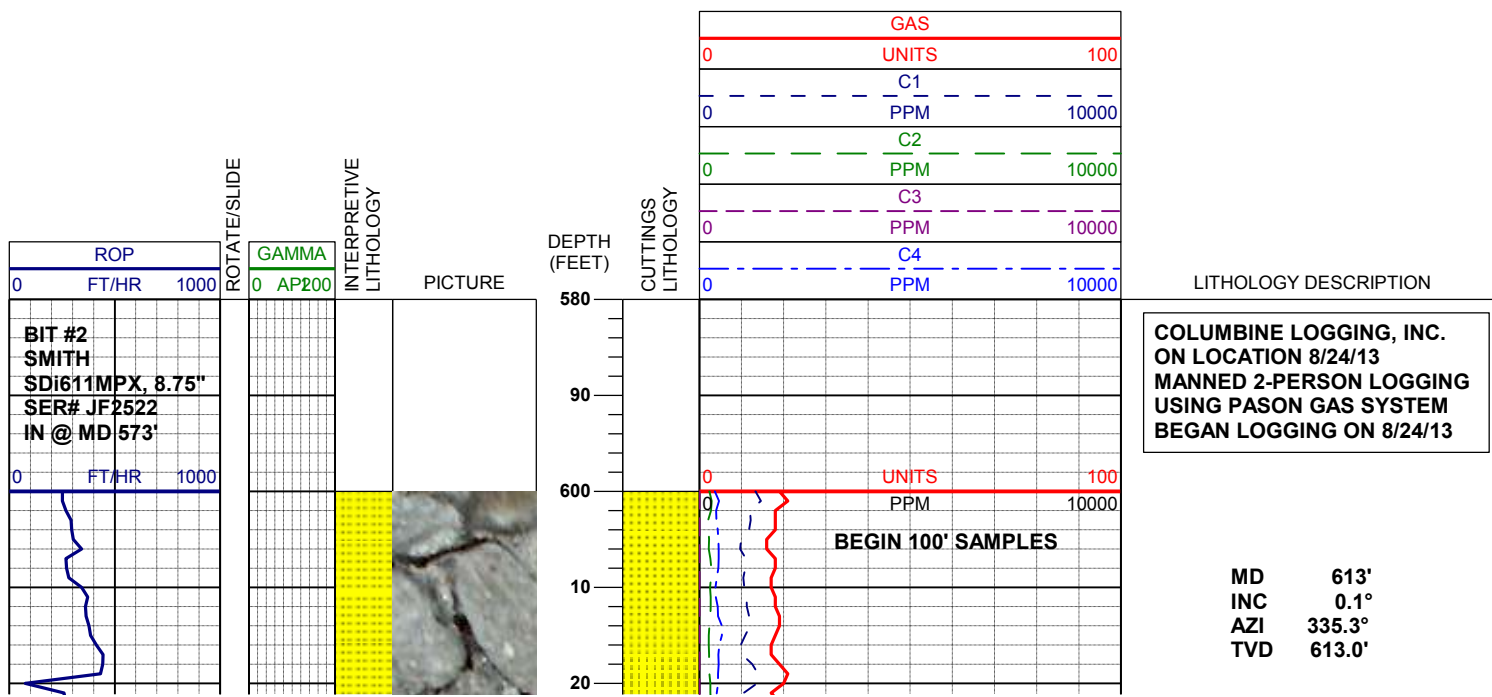 GAS
0 UNITS 100
C1
0 PPM 10000
C2
0 PPM 10000
C3
0 PPM 10000
C4
0 PPM 10000
ROP
0 FT/HR 1000
ROTATE/SLIDE
GAMMA
0 API 200
INTERPRETIVE
LITHOLOGY
PICTURE
DEPTH
(FEET)
CUTTINGS
LITHOLOGY
LITHOLOGY DESCRIPTION
580
BIT #2
SMITH
SDi611MPX, 8.75"
SER# JF2522
IN @ MD 573'
0 FT/HR 1000
90
600
10
20
0 UNITS 100
0 PPM 10000
BEGIN 100' SAMPLES
COLUMBINE LOGGING, INC.
ON LOCATION 8/24/13
MANNED 2-PERSON LOGGING
USING PASON GAS SYSTEM
BEGAN LOGGING ON 8/24/13
MD 613'
INC 0.1°
AZI 335.3°
TVD 613.0'